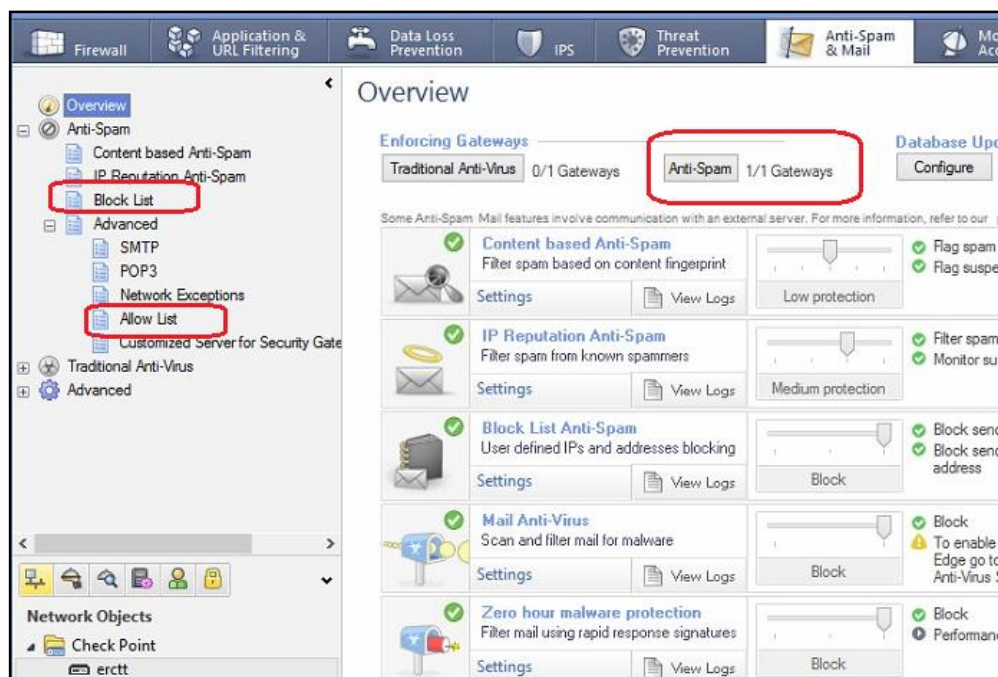 Firewall
Application &
URL Filtering
Data Loss
Prevention
IPS
Threat
Prevention
Anti-Spam
& Mail
Overview
Anti-Spam
Content based Anti-Spam
IP Reputation Anti-Spam
Block List
Advanced
SMTP
POP3
Network Exceptions
Allow List
Customized Server for Security Gate
Traditional Anti-Virus
Advanced
Network Objects
Check Point
erctt
Overview
Enforcing Gateways
Traditional Anti-Virus 0/1 Gateways
Anti-Spam 1/1 Gateways
Database Upd
Configure
Some Anti-Spam Mail features involve communication with an external server. For more information, refer to our
Content based Anti-Spam
Filter spam based on content fingerprint
Settings
View Logs
Low protection
Flag spam
Flag suspe
IP Reputation Anti-Spam
Filter spam from known spammers
Settings
View Logs
Medium protection
Filter spam
Monitor su
Block List Anti-Spam
User defined IPs and addresses blocking
Settings
View Logs
Block
Block send
Block send
address
Mail Anti-Virus
Scan and filter mail for malware
Settings
View Logs
Block
Block
To enable
Edge go to
Anti-Virus
Zero hour malware protection
Filter mail using rapid response signatures
Settings
View Logs
Block
Block
Performanc